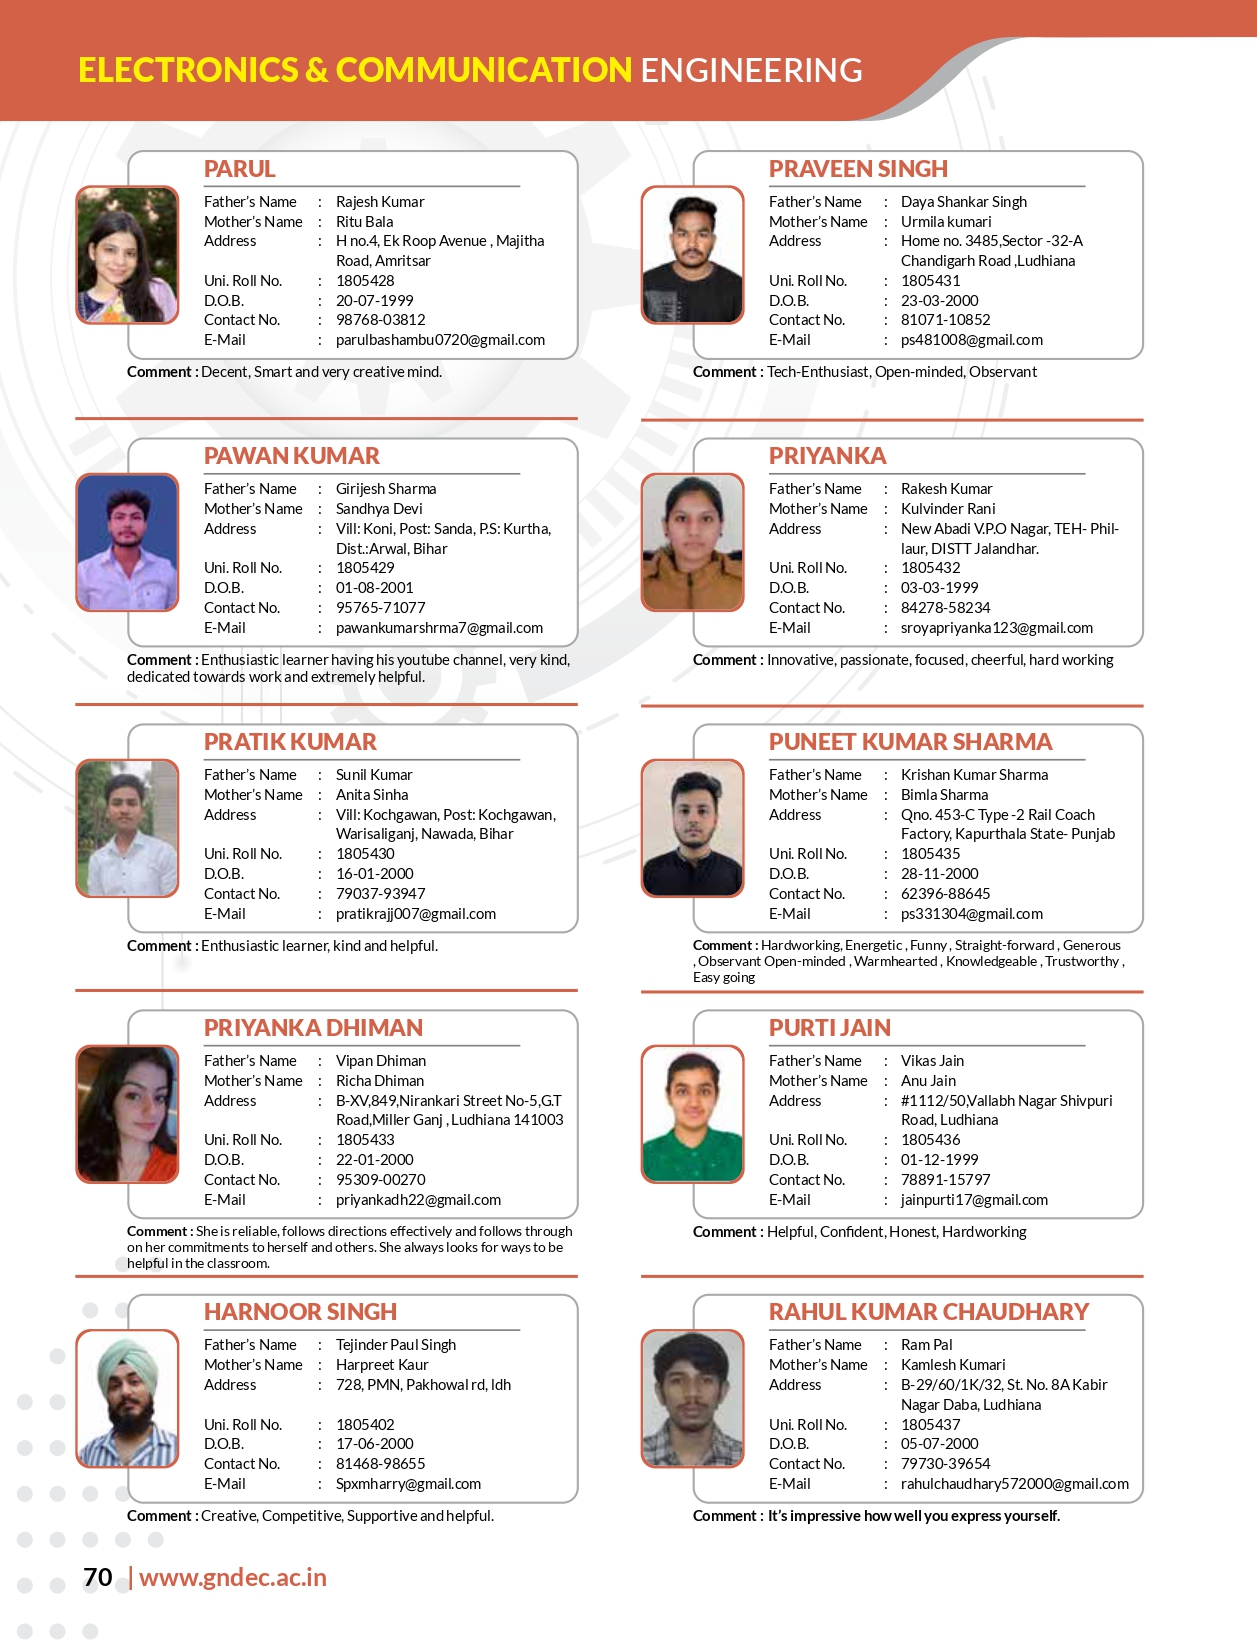 ELECTRONICS & COMMUNICATION ENGINEERING
PARUL
Father's Name : Rajesh Kumar
Mother's Name : Ritu Bala
Address : H no.4, Ek Roop Avenue , Majitha
Road, Amritsar
Uni. Roll No. : 1805428
D.O.B. : 20-07-1999
Contact No. : 98768-03812
E-Mail : parulbashambu0720@gmail.com
Comment : Decent, Smart and very creative mind.
PAWAN KUMAR
Father's Name : Girijesh Sharma
Mother's Name : Sandhya Devi
Address : Vill: Koni, Post: Sanda, P.S: Kurtha,
Dist.:Arwal, Bihar
Uni. Roll No. : 1805429
D.O.B. : 01-08-2001
Contact No. : 95765-71077
E-Mail : pawankumarshrma7@gmail.com
Comment : Enthusiastic learner having his youtube channel, very kind,
dedicated towards work and extremely helpful.
PRATIK KUMAR
Father's Name : Sunil Kumar
Mother's Name : Anita Sinha
Address : Vill: Kochgawan, Post: Kochgawan,
Warisaliganj, Nawada, Bihar
Uni. Roll No. : 1805430
D.O.B. : 16-01-2000
Contact No. : 79037-93947
E-Mail : pratikrajj007@gmail.com
Comment : Enthusiastic learner, kind and helpful.
PRIYANKA DHIMAN
Father's Name : Vipan Dhiman
Mother's Name : Richa Dhiman
Address : B-XV,849,Nirankari Street No-5,G.T
Road,Miller Ganj , Ludhiana 141003
Uni. Roll No. : 1805433
D.O.B. : 22-01-2000
Contact No. : 95309-00270
E-Mail : priyankadh22@gmail.com
Comment : She is reliable, follows directions effectively and follows through
on her commitments to herself and others. She always looks for ways to be
helpful in the classroom.
HARNOOR SINGH
Father's Name : Tejinder Paul Singh
Mother's Name : Harpreet Kaur
Address : 728, PMN, Pakhowal rd, ldh
Uni. Roll No. : 1805402
D.O.B. : 17-06-2000
Contact No. : 81468-98655
E-Mail : Spxmharry@gmail.com
Comment : Creative, Competitive, Supportive and helpful.
PRAVEEN SINGH
Father's Name : Daya Shankar Singh
Mother's Name : Urmila kumari
Address : Home no. 3485,Sector -32-A
Chandigarh Road ,Ludhiana
Uni. Roll No. : 1805431
D.O.B. : 23-03-2000
Contact No. : 81071-10852
E-Mail : ps481008@gmail.com
Comment : Tech-Enthusiast, Open-minded, Observant
PRIYANKA
Father's Name : Rakesh Kumar
Mother's Name : Kulvinder Rani
Address : New Abadi V.P.O Nagar, TEH- Phil-
laur, DISTT Jalandhar.
Uni. Roll No. : 1805432
D.O.B. : 03-03-1999
Contact No. : 84278-58234
E-Mail : sroyapriyanka123@gmail.com
Comment : Innovative, passionate, focused, cheerful, hard working
PUNEET KUMAR SHARMA
Father's Name : Krishan Kumar Sharma
Mother's Name : Bimla Sharma
Address : Qno. 453-C Type -2 Rail Coach
Factory, Kapurthala State- Punjab
Uni. Roll No. : 1805435
D.O.B. : 28-11-2000
Contact No. : 62396-88645
E-Mail : ps331304@gmail.com
Comment : Hardworking, Energetic , Funny , Straight-forward , Generous
, Observant Open-minded , Warmhearted , Knowledgeable , Trustworthy ,
Easy going
PURTI JAIN
Father's Name : Vikas Jain
Mother's Name : Anu Jain
Address : #1112/50,Vallabh Nagar Shivpuri
Road, Ludhiana
Uni. Roll No. : 1805436
D.O.B. : 01-12-1999
Contact No. : 78891-15797
E-Mail : jainpurti17@gmail.com
Comment : Helpful, Confident, Honest, Hardworking
RAHUL KUMAR CHAUDHARY
Father's Name : Ram Pal
Mother's Name : Kamlesh Kumari
Address : B-29/60/1K/32, St. No. 8A Kabir
Nagar Daba, Ludhiana
Uni. Roll No. : 1805437
D.O.B. : 05-07-2000
Contact No. : 79730-39654
E-Mail : rahulchaudhary572000@gmail.com
Comment : It's impressive how well you express yourself.
70 | www.gndec.ac.in